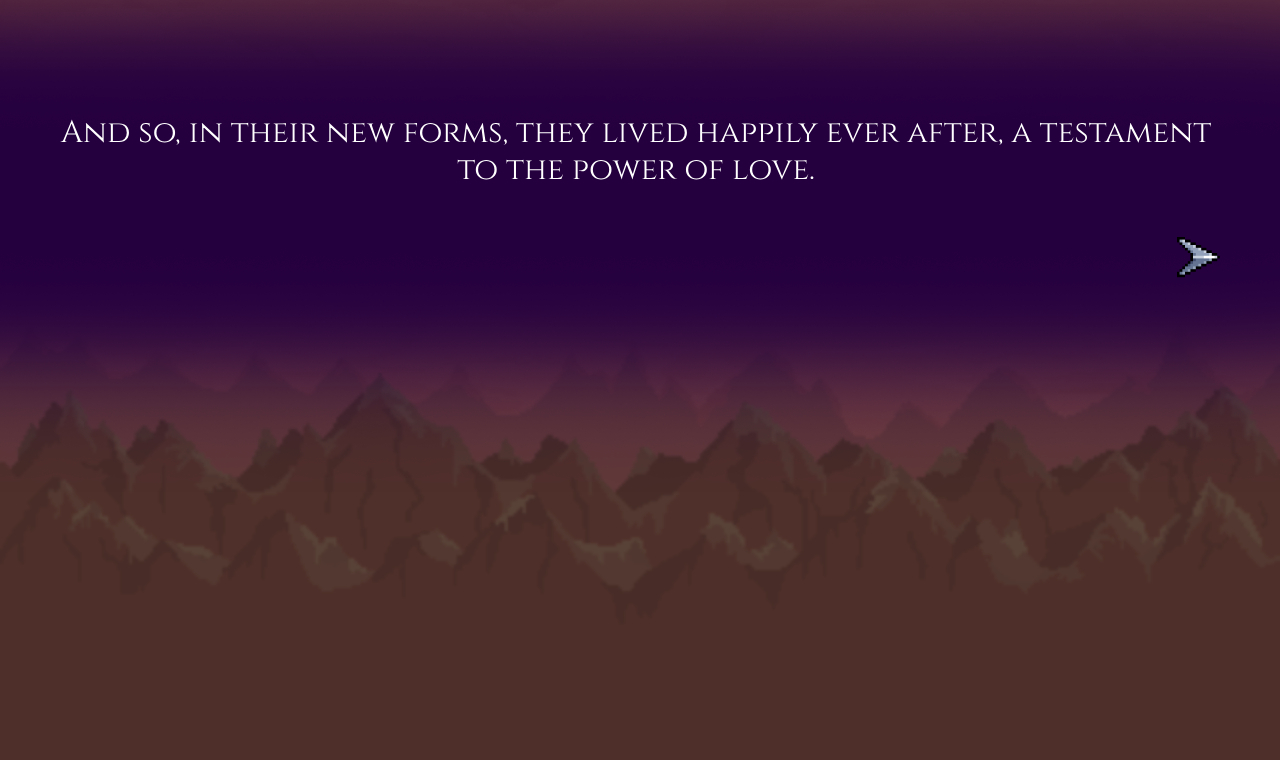 And so, in their new forms, they lived happily ever after, a testament
to the power of love.